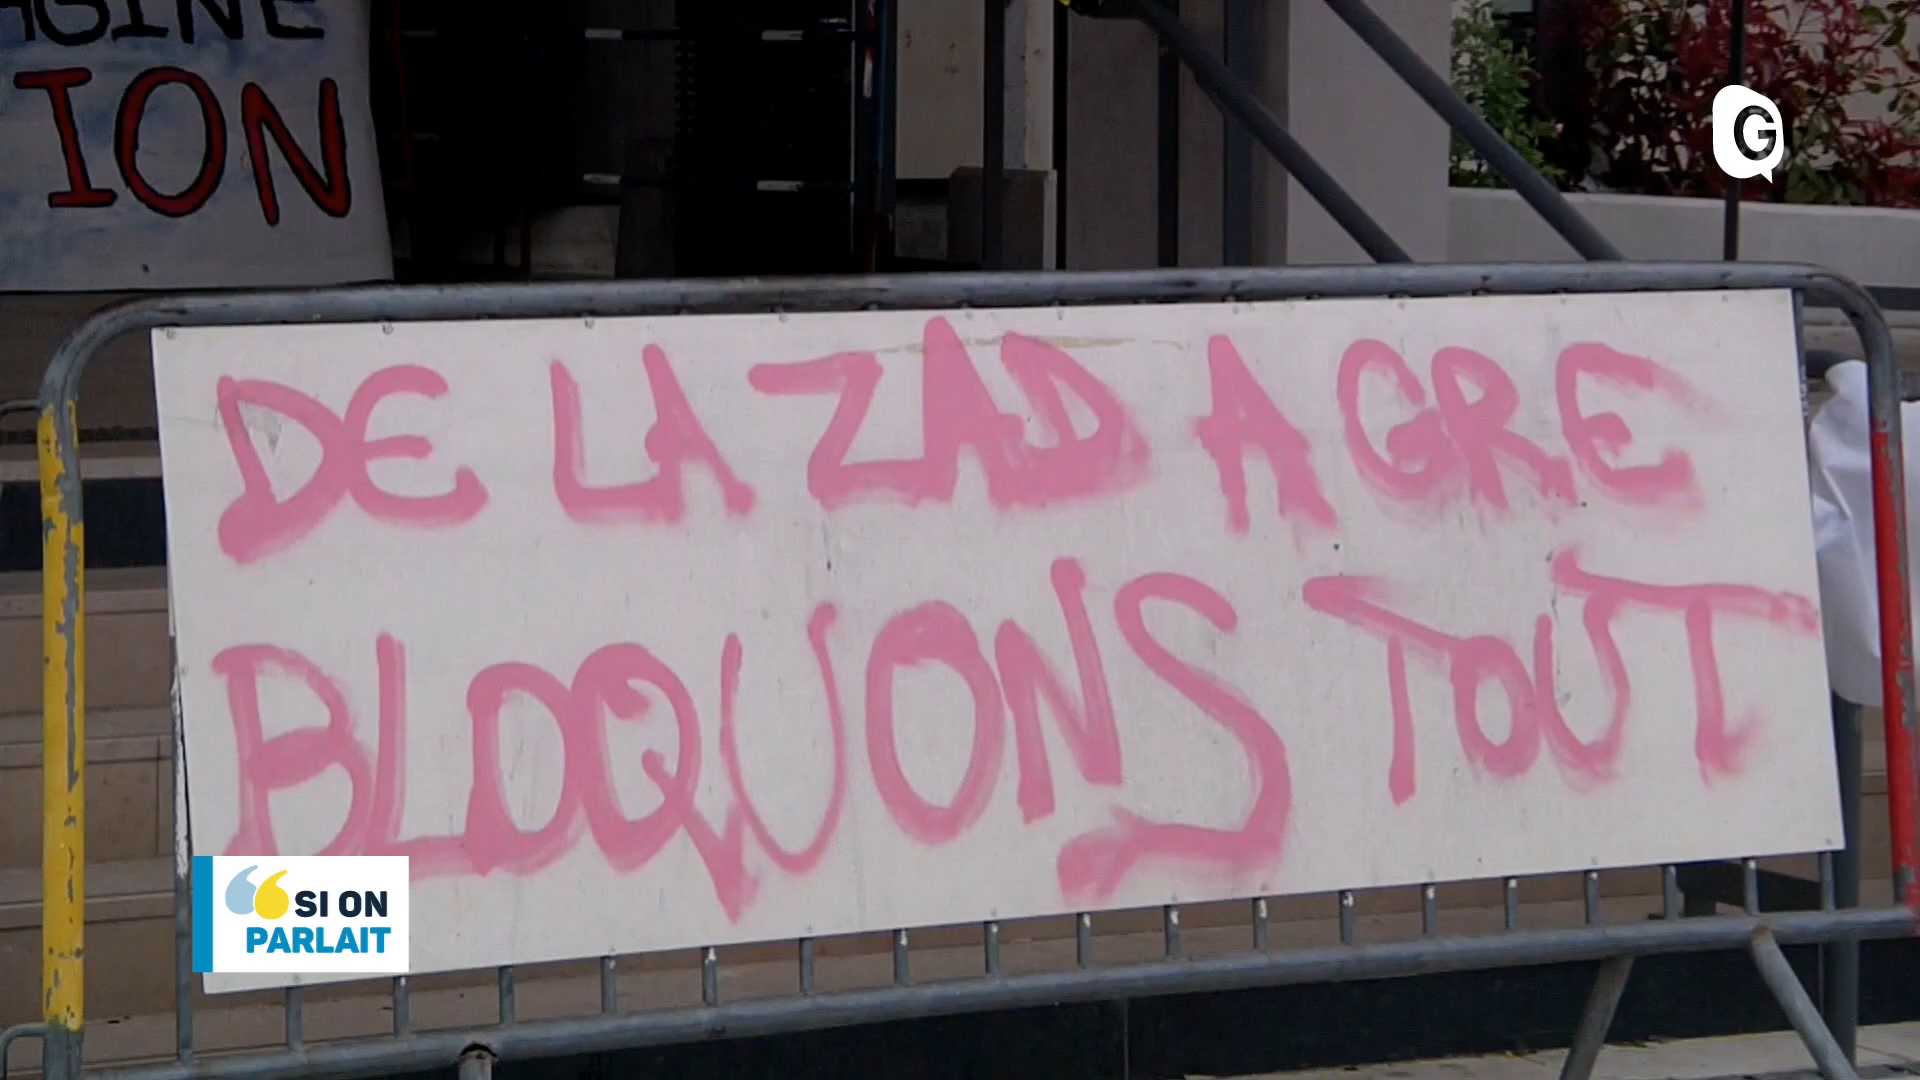 ION
G
DE LA ZAD A GRE
BLOQUONS TOUT
SI ON
PARLAIT